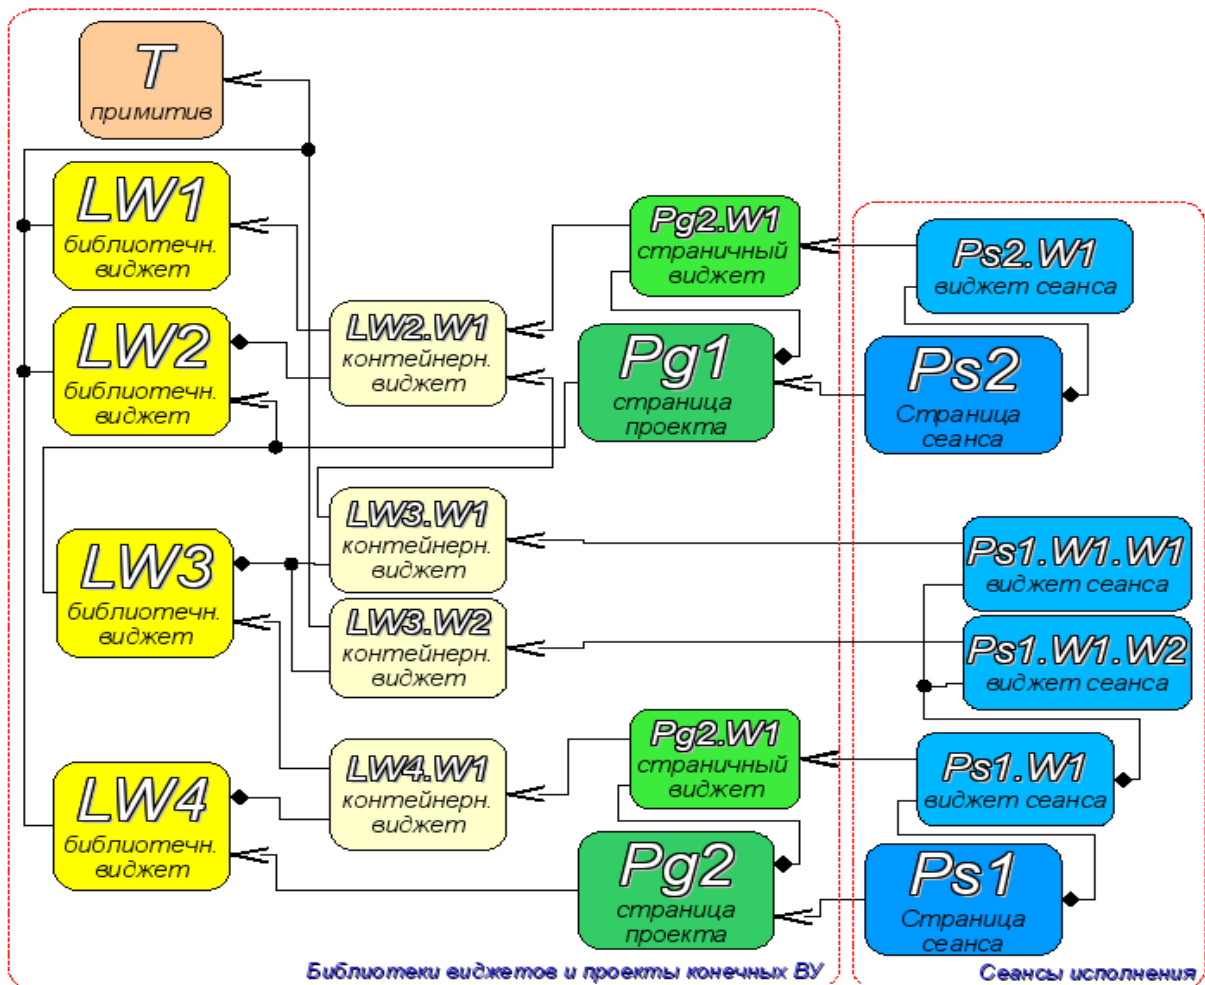 T
примитив
LW1
библиотечн.
виджет
LW2
библиотечн.
виджет
LW3
библиотечн.
виджет
LW4
библиотечн.
виджет
LW2.W1
контейнерн.
виджет
LW3.W1
контейнерн.
виджет
LW3.W2
контейнерн.
виджет
LW4.W1
контейнерн.
виджет
Pg2.W1
страничный
виджет
Pg1
страница
проекта
Pg2.W1
страничный
виджет
Pg2
страница
проекта
Библиотеки виджетов и проекты конечных ВУ
Ps2.W1
виджет сеанса
Ps2
Страница
сеанса
Ps1.W1.W1
виджет сеанса
Ps1.W1.W2
виджет сеанса
Ps1.W1
виджет сеанса
Ps1
Страница
сеанса
Сеансы исполнения